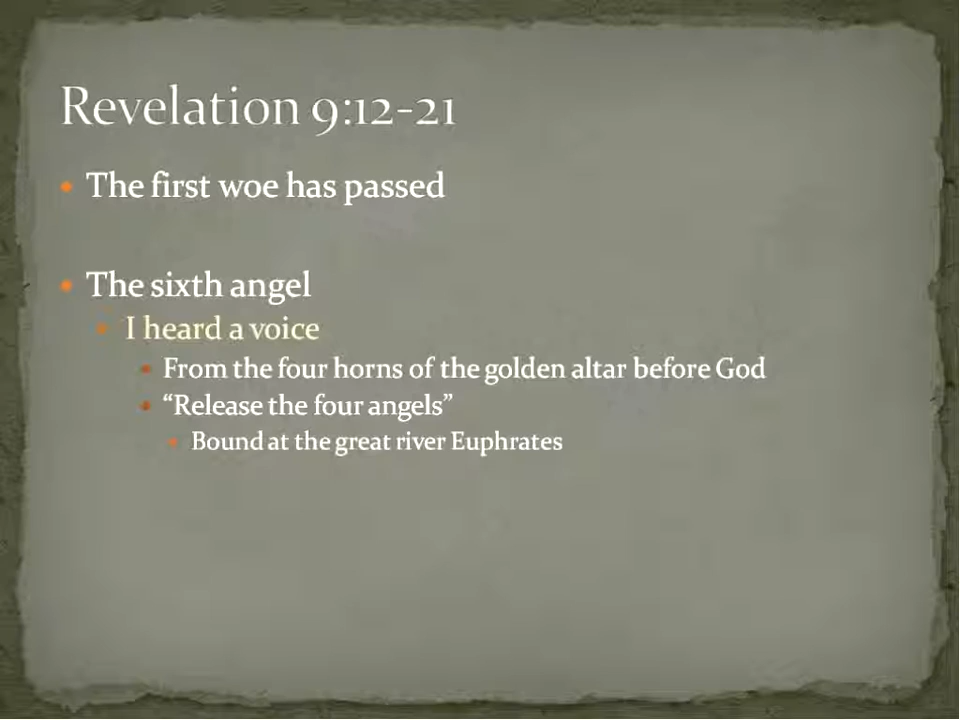 Revelation 9:12-21
The first woe has passed
The sixth angel
I heard a voice
From the four horns of the golden altar before God
“Release the four angels”
Bound at the great river Euphrates